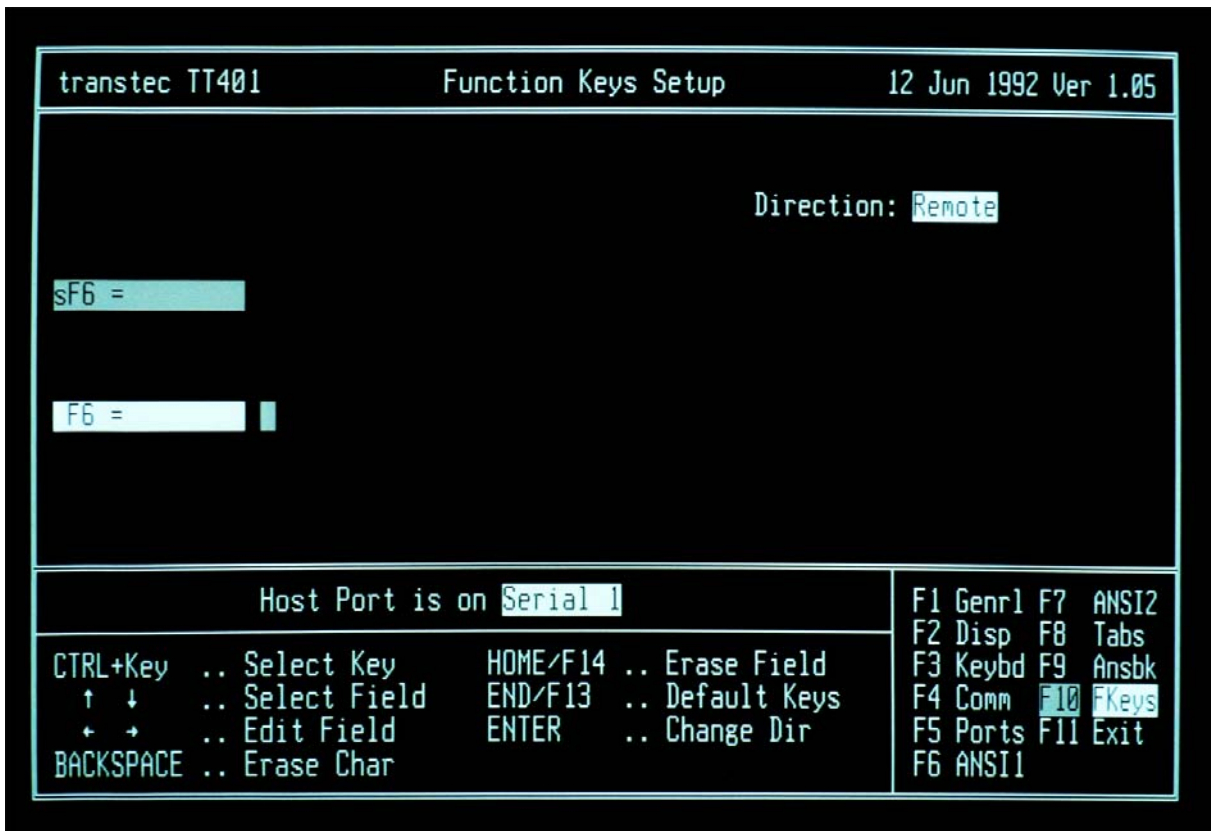 transtec TT401 Function Keys Setup 12 Jun 1992 Ver 1.05
Direction: Remote
sF6 =
F6 =
Host Port is on Serial 1
CTRL+Key .. Select Key HOME/F14 .. Erase Field
↑ ↓ .. Select Field END/F13 .. Default Keys
← → .. Edit Field ENTER .. Change Dir
BACKSPACE .. Erase Char
F1 Genrl F7 ANSI2
F2 Disp F8 Tabs
F3 Keybd F9 Ansbk
F4 Comm F10 FKeys
F5 Ports F11 Exit
F6 ANSI1